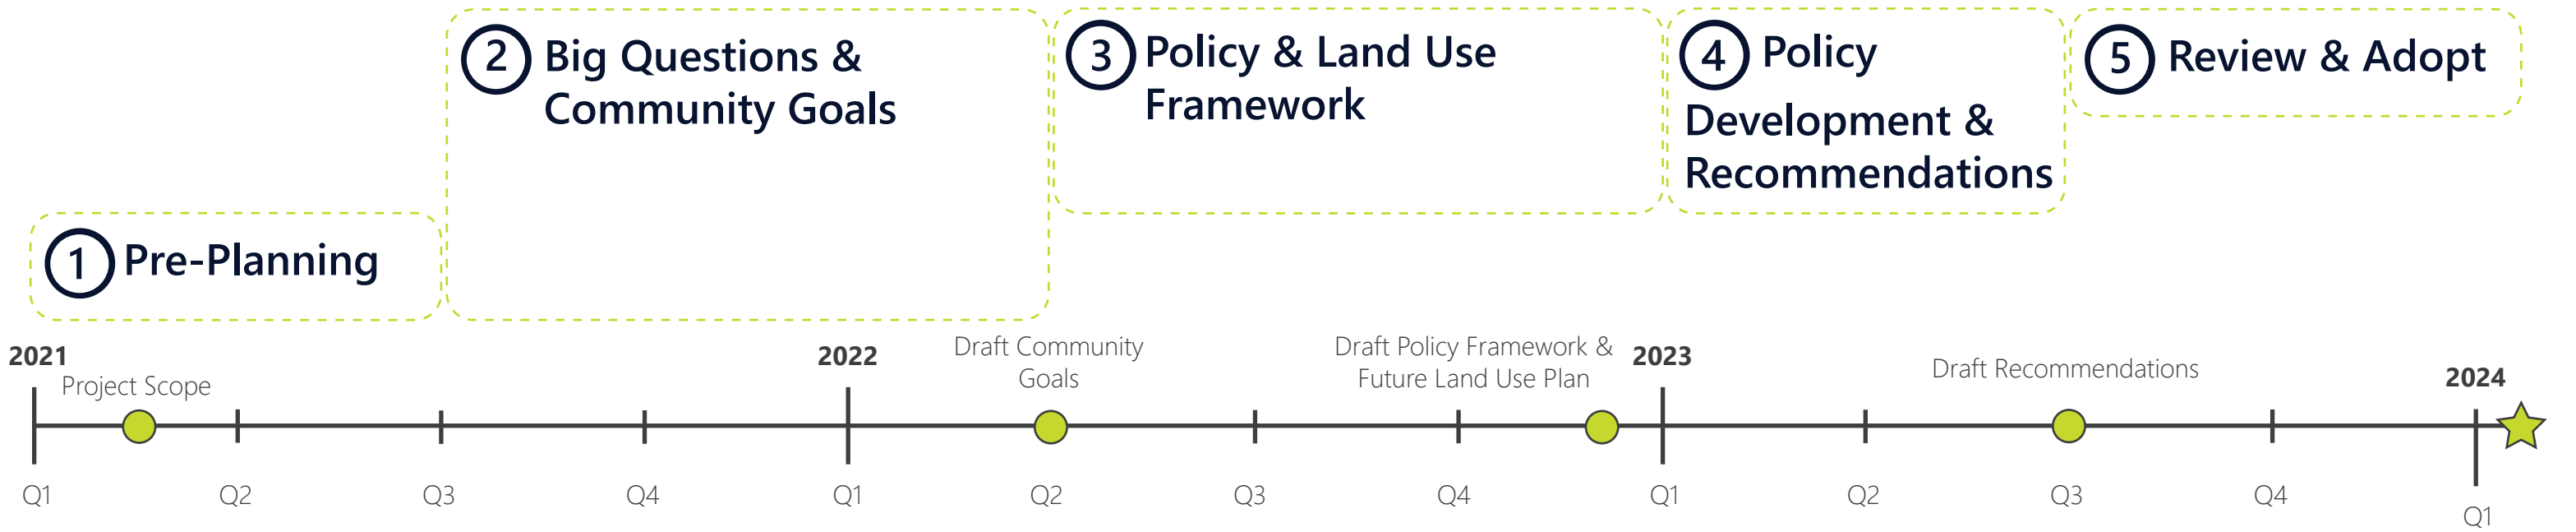 1 Pre-Planning
2 Big Questions &
Community Goals
3 Policy & Land Use
Framework
4 Policy
Development &
Recommendations
5 Review & Adopt
2021
Project Scope
2022
Draft Community
Goals
Draft Policy Framework &
Future Land Use Plan
2023
Draft Recommendations
2024
Q1
Q2
Q3
Q4
Q1
Q2
Q3
Q4
Q1
Q2
Q3
Q4
Q1